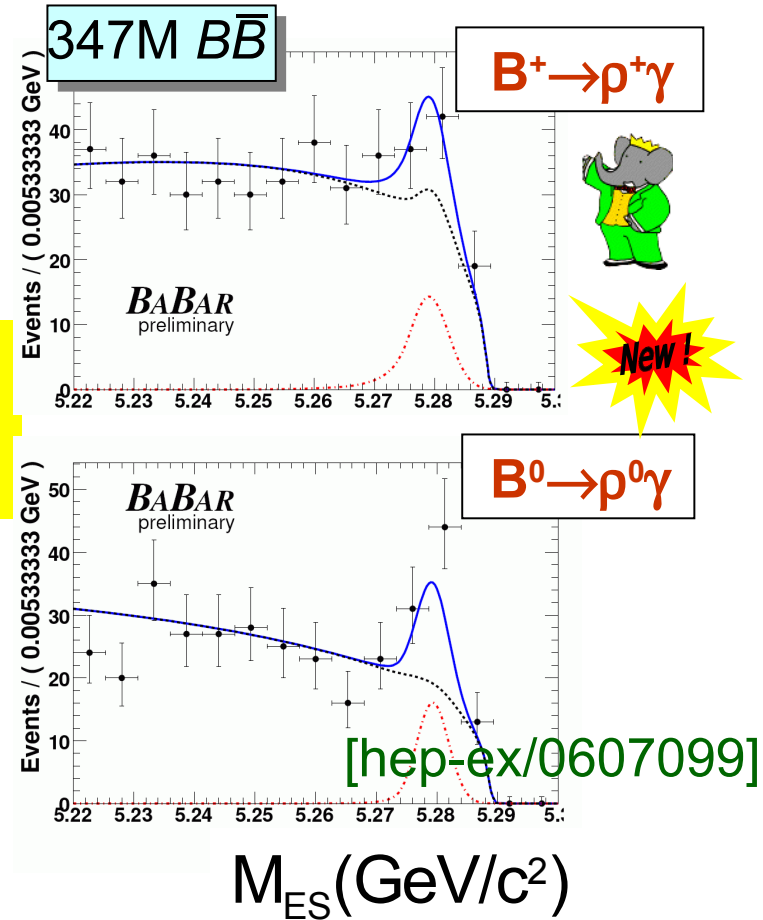 347M BB̅
B⁺→ρ⁺γ
Events / ( 0.00533333 GeV )
40
30
20
10
0
BABAR
preliminary
5.22 5.23 5.24 5.25 5.26 5.27 5.28 5.29 5.
New !
B⁰→ρ⁰γ
Events / ( 0.00533333 GeV )
50
40
30
20
10
0
BABAR
preliminary
[hep-ex/0607099]
5.22 5.23 5.24 5.25 5.26 5.27 5.28 5.29 5.
M_ES(GeV/c²)